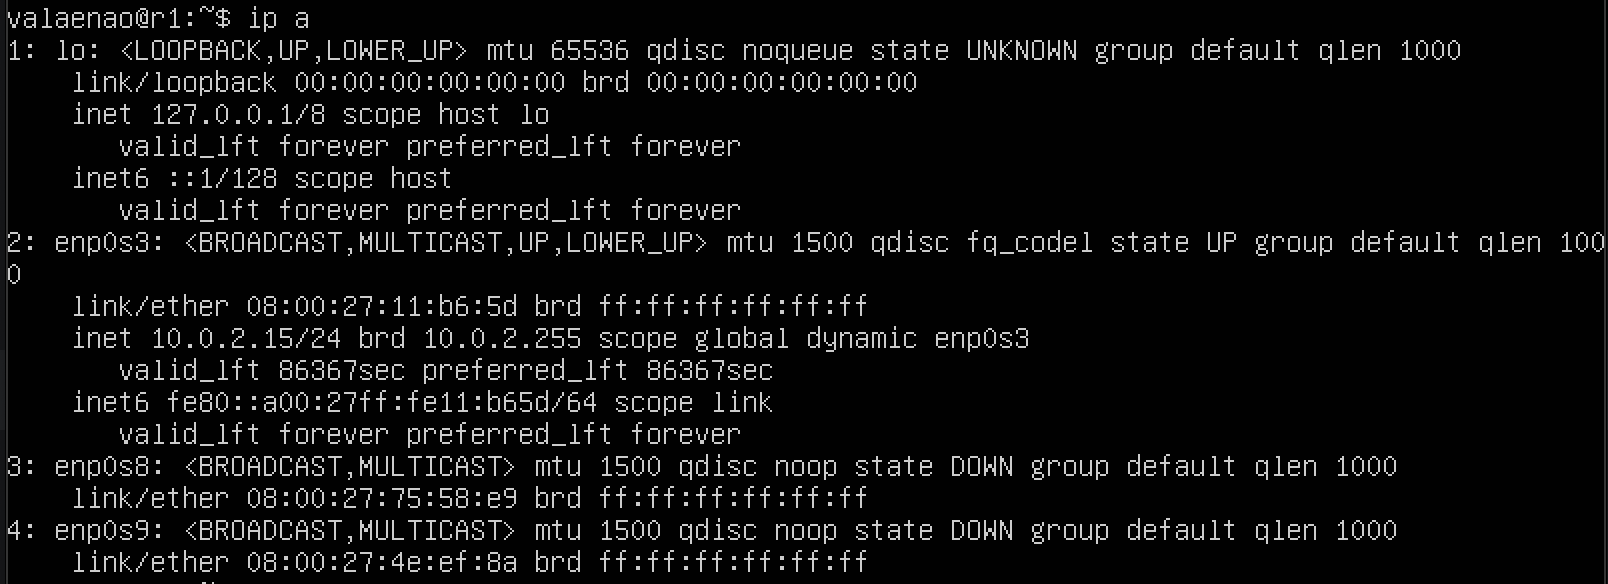 valaenao@r1:~$ ip a
1: lo: <LOOPBACK,UP,LOWER_UP> mtu 65536 qdisc noqueue state UNKNOWN group default qlen 1000
    link/loopback 00:00:00:00:00:00 brd 00:00:00:00:00:00
    inet 127.0.0.1/8 scope host lo
       valid_lft forever preferred_lft forever
    inet6 ::1/128 scope host
       valid_lft forever preferred_lft forever
2: enp0s3: <BROADCAST,MULTICAST,UP,LOWER_UP> mtu 1500 qdisc fq_codel state UP group default qlen 100
0
    link/ether 08:00:27:11:b6:5d brd ff:ff:ff:ff:ff:ff
    inet 10.0.2.15/24 brd 10.0.2.255 scope global dynamic enp0s3
       valid_lft 86367sec preferred_lft 86367sec
    inet6 fe80::a00:27ff:fe11:b65d/64 scope link
       valid_lft forever preferred_lft forever
3: enp0s8: <BROADCAST,MULTICAST> mtu 1500 qdisc noop state DOWN group default qlen 1000
    link/ether 08:00:27:75:58:e9 brd ff:ff:ff:ff:ff:ff
4: enp0s9: <BROADCAST,MULTICAST> mtu 1500 qdisc noop state DOWN group default qlen 1000
    link/ether 08:00:27:4e:ef:8a brd ff:ff:ff:ff:ff:ff